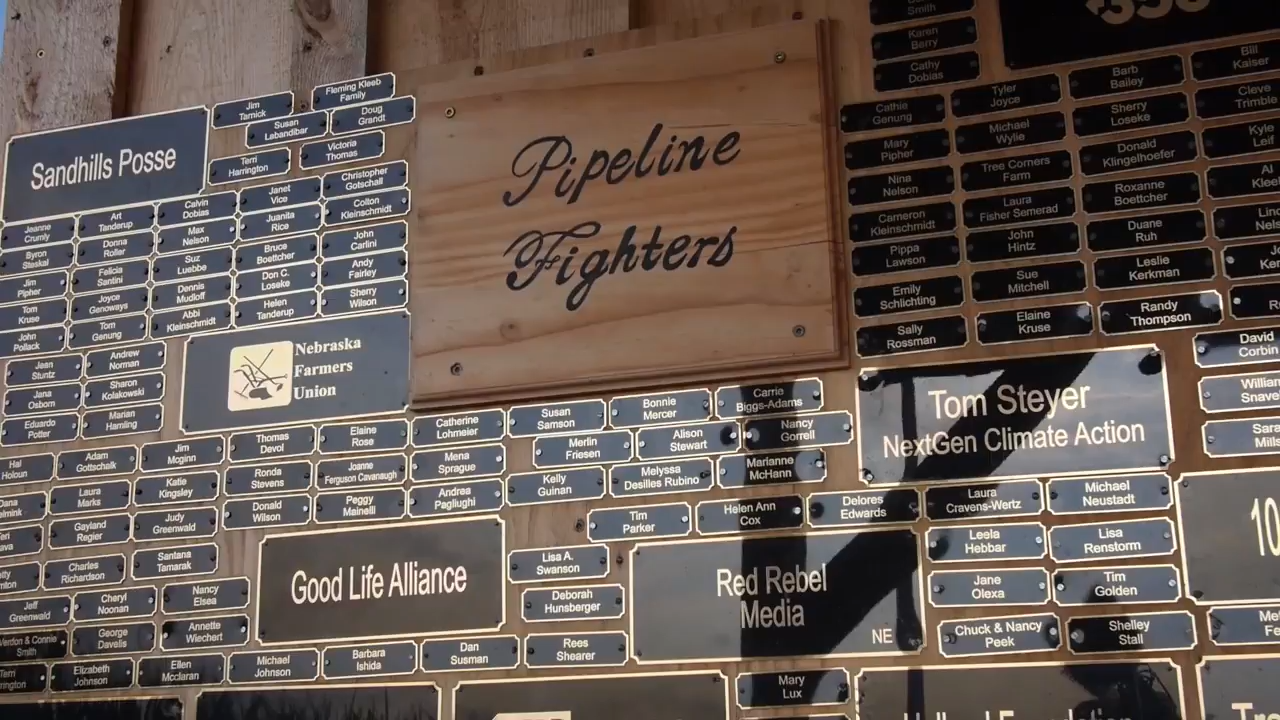 Pipeline
Fighters
Sandhills Posse
Jim
Tarnick
Fleming Kleeb
Family
Susan
Labandibar
Doug
Grandt
Terri
Harrington
Victoria
Thomas
Jeanne
Crumly
Art
Tanderup
Calvin
Dobias
Janet
Vice
Christopher
Gotschall
Byron
Steskal
Donna
Roller
Max
Nelson
Juanita
Rice
Colton
Kleinschmidt
Jim
Pipher
Felicia
Santini
Suz
Luebbe
Bruce
Boettcher
John
Carlini
Tom
Kruse
Joyce
Genoways
Dennis
Mudloff
Don C.
Loseke
Andy
Fairley
John
Pollack
Tom
Genung
Abbi
Kleinschmidt
Helen
Tanderup
Sherry
Wilson
Jean
Stuntz
Andrew
Norman
Jana
Osborn
Sharon
Kolakowski
Eduardo
Potter
Marian
Haming
Nebraska
Farmers
Union
Hal
Holoun
Adam
Gottschalk
Jim
Mcginn
Thomas
Devol
Elaine
Rose
Catherine
Lohmeier
Susan
Samson
Bonnie
Mercer
Carrie
Biggs-Adams
Laura
Marks
Katie
Kingsley
Ronda
Stevens
Joanne
Ferguson Cavanaugh
Mena
Sprague
Merlin
Friesen
Alison
Stewart
Nancy
Gorrell
Gayland
Regier
Judy
Greenwald
Donald
Wilson
Peggy
Mainelli
Andrea
Pagliughi
Kelly
Guinan
Melyssa
Desilles Rubino
Marianne
McHann
Charles
Richardson
Santana
Tamarak
Tim
Parker
Helen Ann
Cox
Delores
Edwards
Laura
Cravens-Wertz
Michael
Neustadt
Jeff
Greenwald
Cheryl
Noonan
Nancy
Elsea
Good Life Alliance
Lisa A.
Swanson
Deborah
Hunsberger
Rees
Shearer
Red Rebel
Media
NE
Leela
Hebbar
Lisa
Renstorm
Jane
Olexa
Tim
Golden
Chuck & Nancy
Peek
Shelley
Stall
Verdon & Connie
Smith
George
Davelis
Annette
Wiechert
Elizabeth
Johnson
Ellen
Mcclaran
Michael
Johnson
Barbara
Ishida
Dan
Susman
Mary
Lux
Smith
Karen
Berry
Cathy
Dobias
350
Cathie
Genung
Tyler
Joyce
Barb
Bailey
Bill
Kaiser
Mary
Pipher
Michael
Wylie
Sherry
Loseke
Cleve
Trimble
Nina
Nelson
Tree Corners
Farm
Donald
Klingelhoefer
Kyle
Leif
Cameron
Kleinschmidt
Laura
Fisher Semerad
Roxanne
Boettcher
Al
Pippa
Lawson
John
Hintz
Duane
Ruh
Emily
Schlichting
Sue
Mitchell
Leslie
Kerkman
Sally
Rossman
Elaine
Kruse
Randy
Thompson
David
Corbin
Tom Steyer
NextGen Climate Action
10